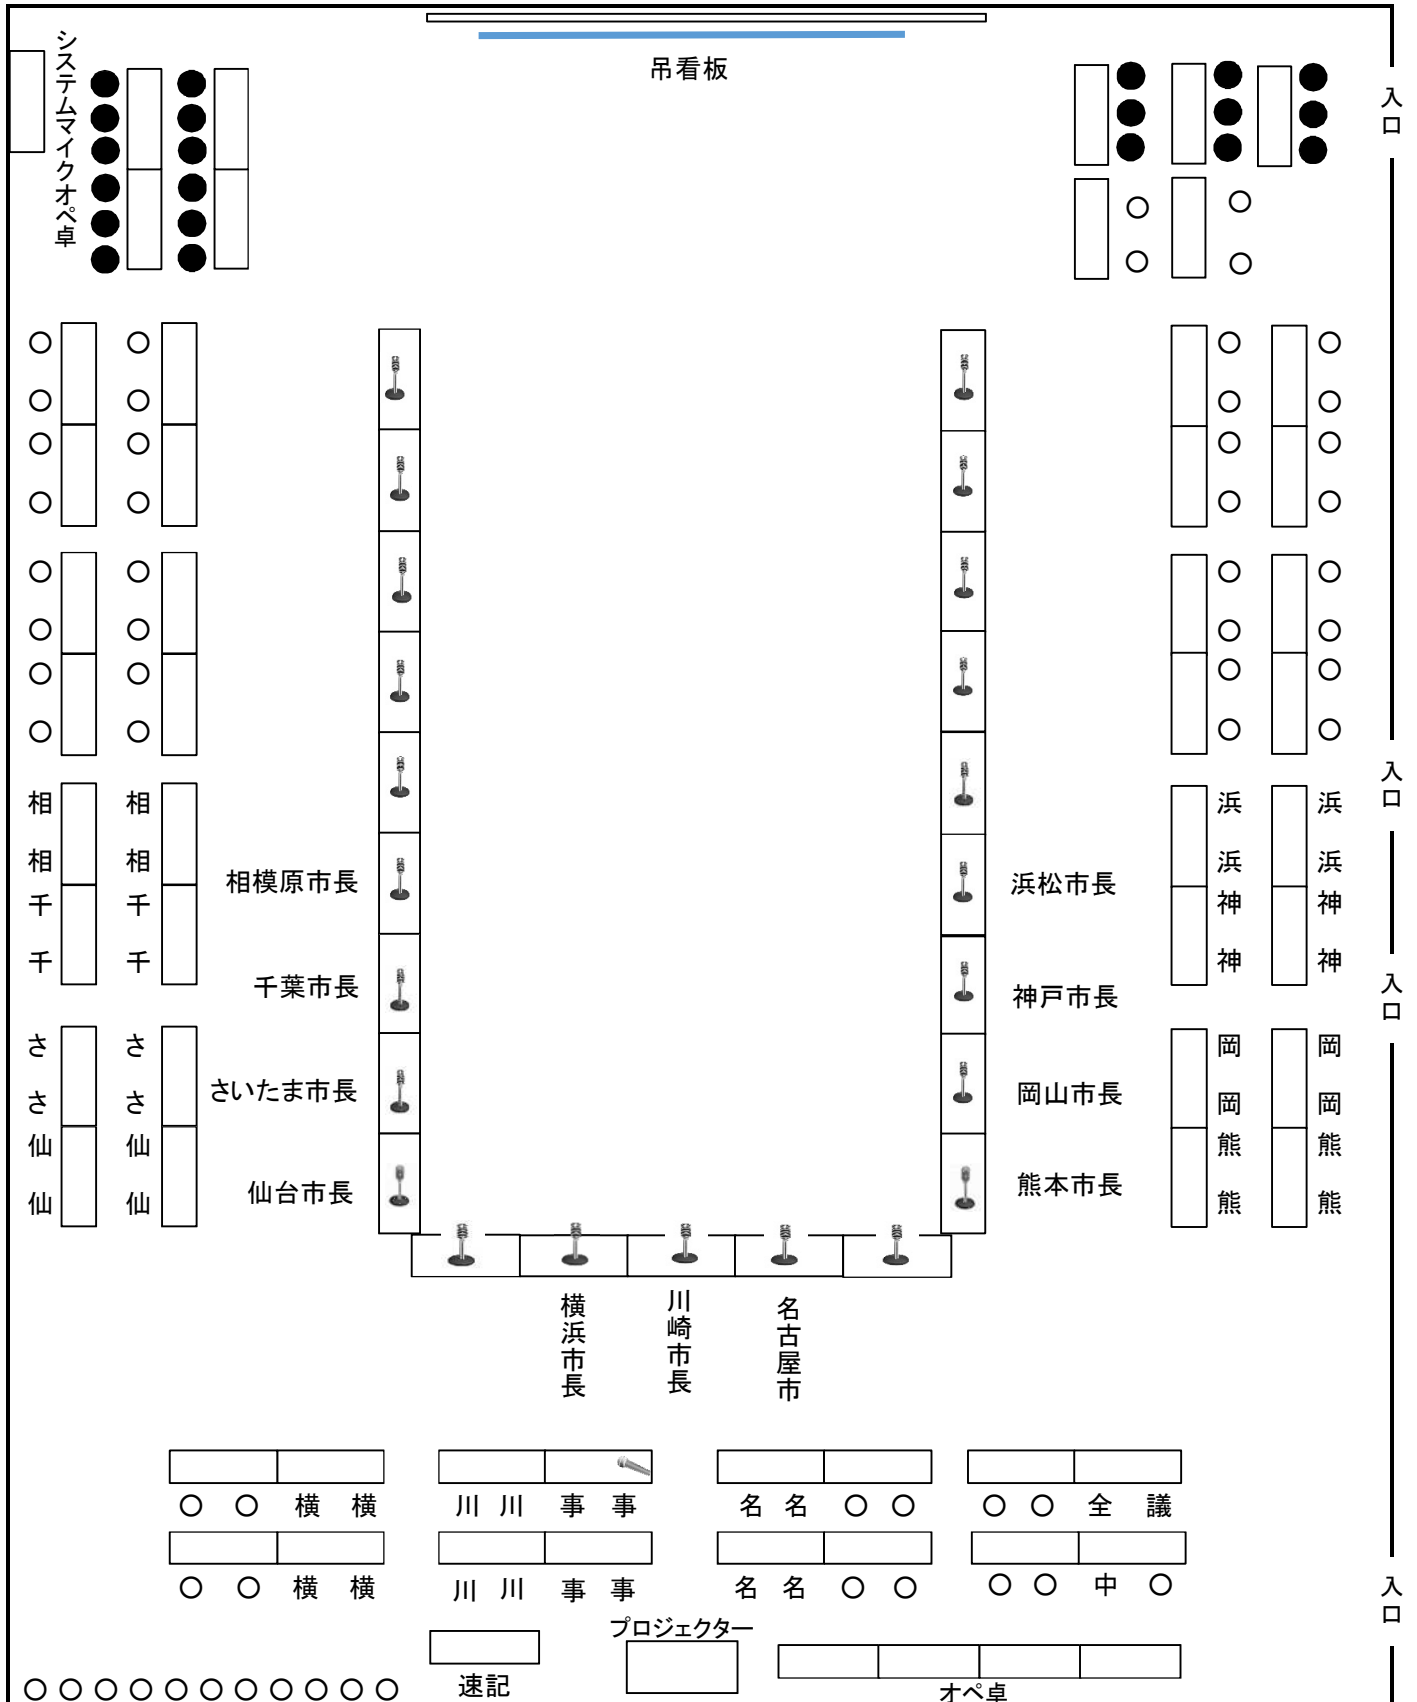 吊看板
システムマイクオペ卓
入口
入口
相 相 浜 浜
相 相 相模原市長 浜松市長 浜 浜
千 千 神 神
千 千 千葉市長 神戸市長 神 神
入口
さ さ 岡 岡
さ さ さいたま市長 岡山市長 岡 岡
仙 仙 熊 熊
仙 仙 仙台市長 熊本市長 熊 熊
横浜市長
川崎市長
名古屋市
○ ○ 横 横 川 川 事 事 名 名 ○ ○ ○ ○ 全 議
○ ○ 横 横 川 川 事 事 名 名 ○ ○ ○ ○ 中 ○
入口
プロジェクター
速記
オペ卓